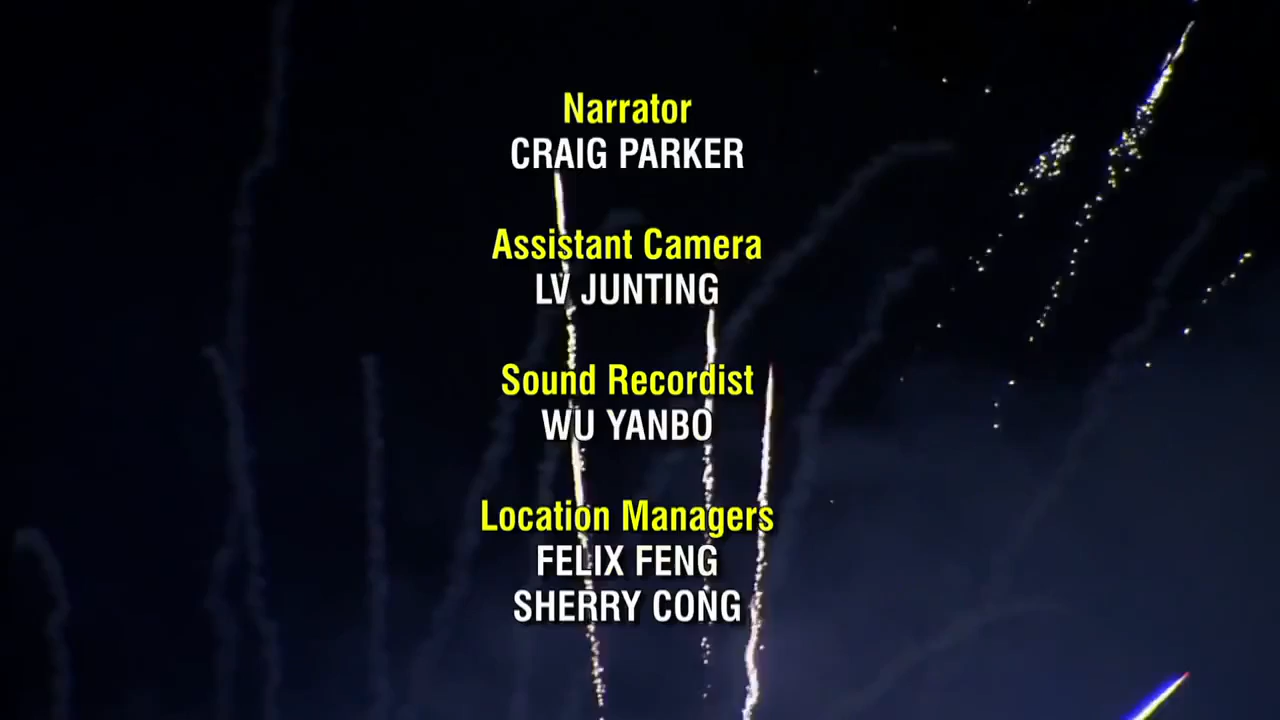 Narrator
CRAIG PARKER
Assistant Camera
LV JUNTING
Sound Recordist
WU YANBO
Location Managers
FELIX FENG
SHERRY CONG